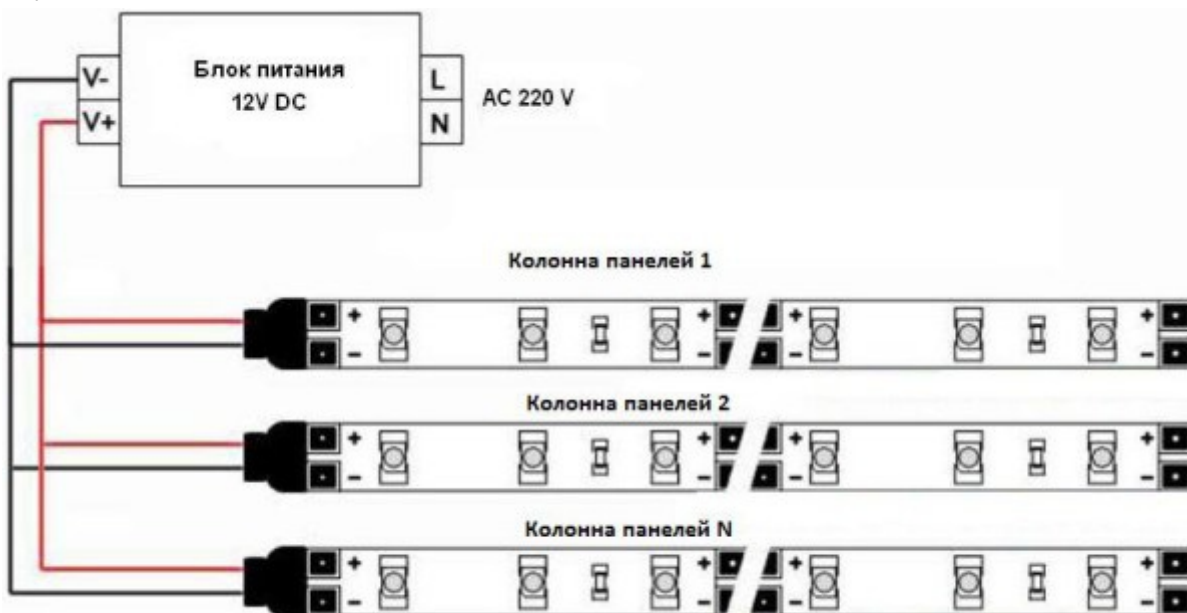 Блок питания
12V DC
V-
V+
L
N
AC 220 V
Колонна панелей 1
+ + + +
- - - -
Колонна панелей 2
+ + + +
- - - -
Колонна панелей N
+ + + +
- - - -